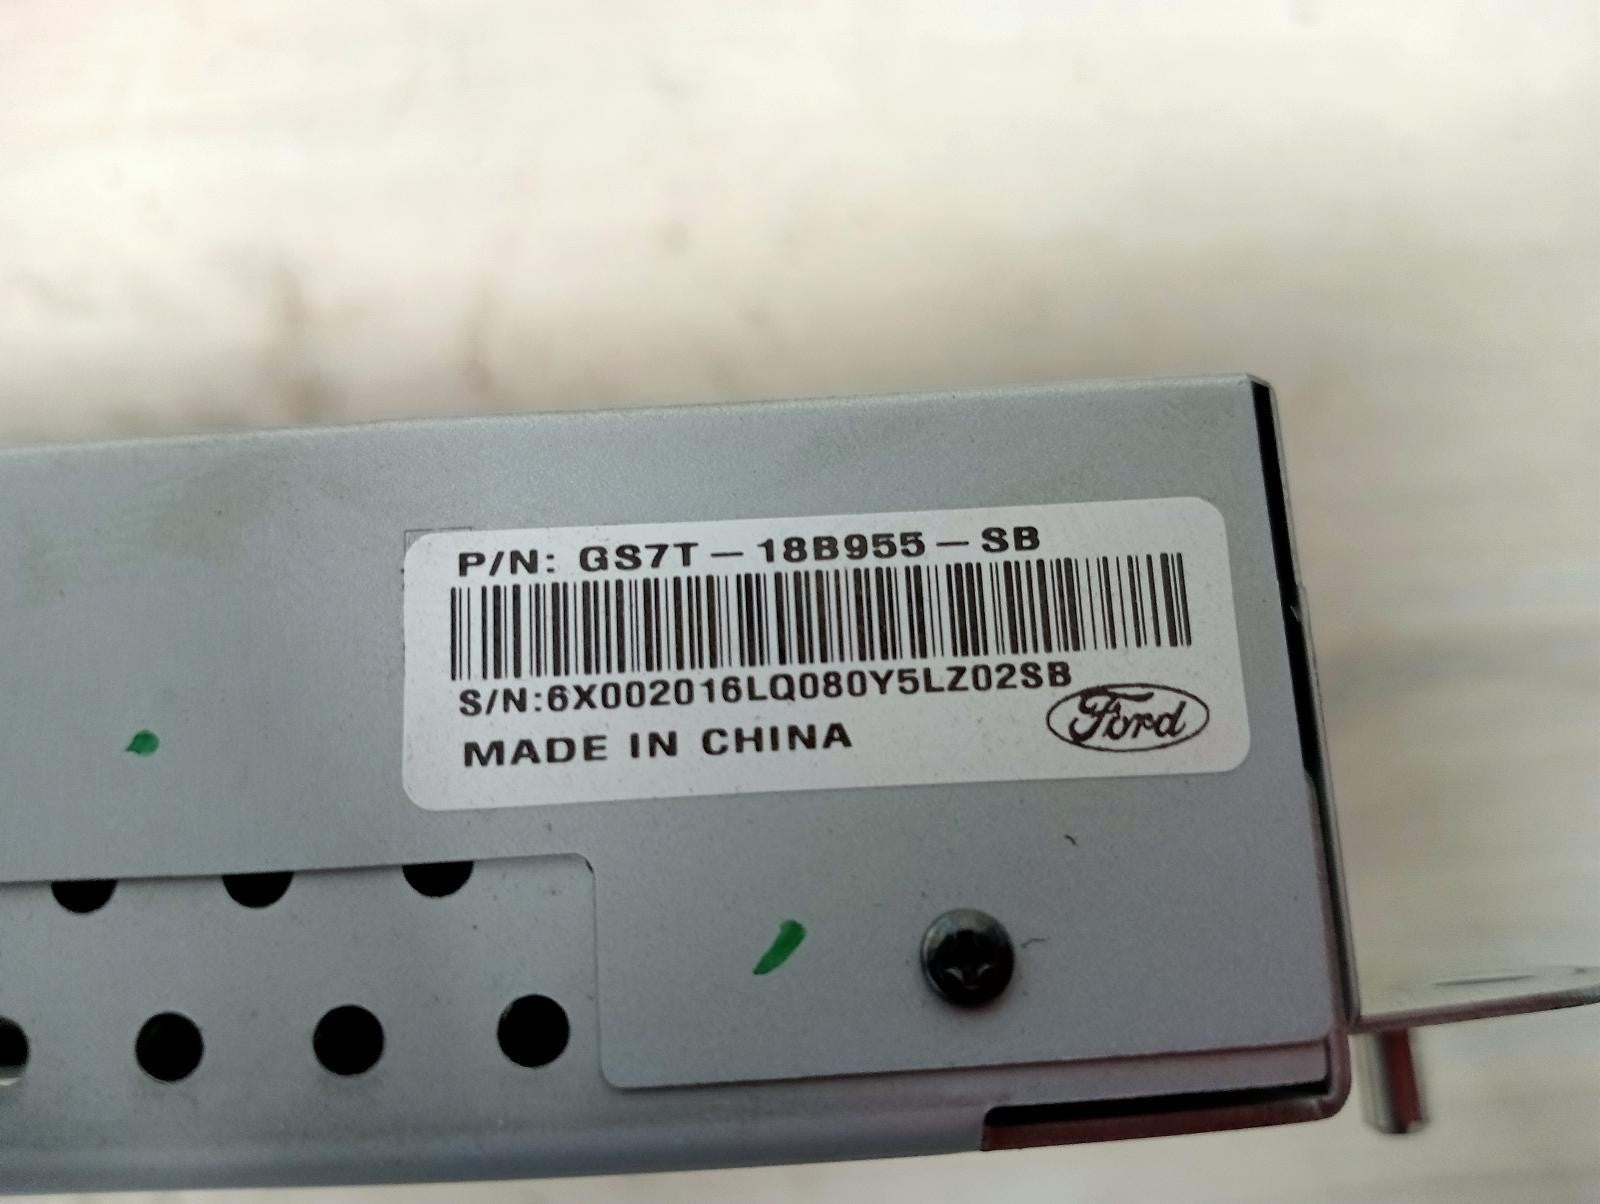 P/N: GS7T-18B955-SB
S/N:6X002016LQ080Y5LZ02SB
MADE IN CHINA
Ford